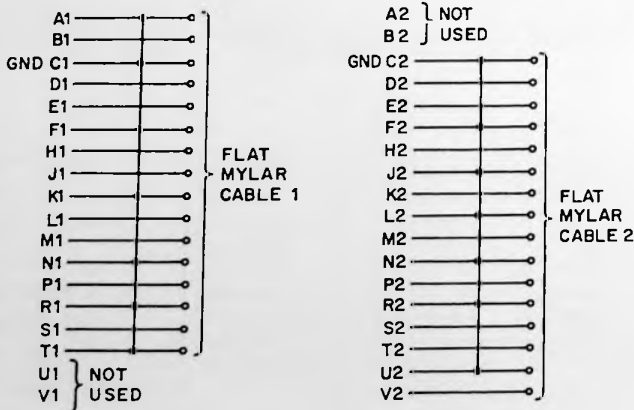 A1
B1
GND C1
D1
E1
F1
H1
J1
K1
L1
M1
N1
P1
R1
S1
T1
U1
V1
NOT
USED
FLAT
MYLAR
CABLE 1
A2
B2
NOT
USED
GND C2
D2
E2
F2
H2
J2
K2
L2
M2
N2
P2
R2
S2
T2
U2
V2
FLAT
MYLAR
CABLE 2